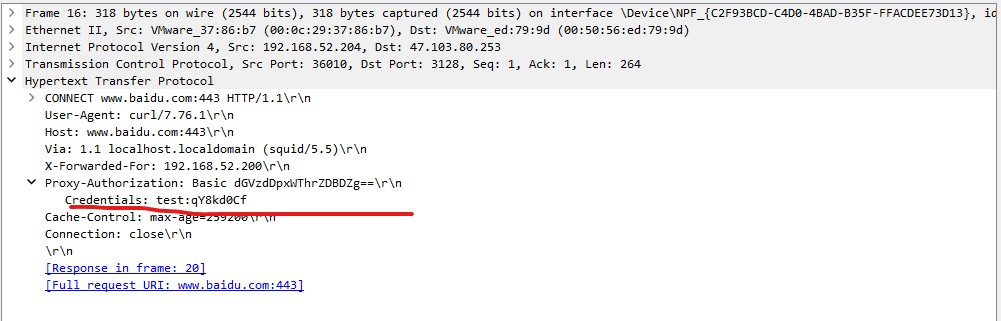 Frame 16: 318 bytes on wire (2544 bits), 318 bytes captured (2544 bits) on interface \Device\NPF_{C2F93BCD-C4D0-4BAD-B35F-FFACDEE73D13}, id
Ethernet II, Src: VMware_37:86:b7 (00:0c:29:37:86:b7), Dst: VMware_ed:79:9d (00:50:56:ed:79:9d)
Internet Protocol Version 4, Src: 192.168.52.204, Dst: 47.103.80.253
Transmission Control Protocol, Src Port: 36010, Dst Port: 3128, Seq: 1, Ack: 1, Len: 264
Hypertext Transfer Protocol
CONNECT www.baidu.com:443 HTTP/1.1\r\n
User-Agent: curl/7.76.1\r\n
Host: www.baidu.com:443\r\n
Via: 1.1 localhost.localdomain (squid/5.5)\r\n
X-Forwarded-For: 192.168.52.200\r\n
Proxy-Authorization: Basic dGVzdDpxWThrZDBDZg==\r\n
Credentials: test:qY8kd0Cf
Cache-Control: max-age=259200\r\n
Connection: close\r\n
\r\n
[Response in frame: 20]
[Full request URI: www.baidu.com:443]